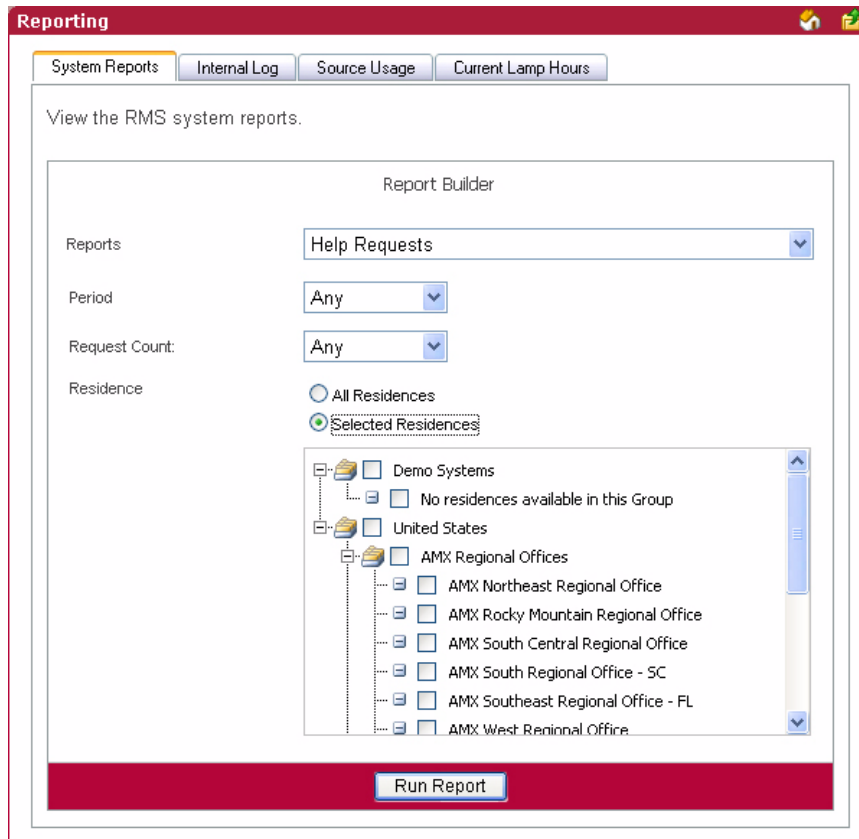 Reporting
System Reports Internal Log Source Usage Current Lamp Hours
View the RMS system reports.
Report Builder
Reports Help Requests
Period Any
Request Count: Any
Residence All Residences
Selected Residences
Demo Systems
No residences available in this Group
United States
AMX Regional Offices
AMX Northeast Regional Office
AMX Rocky Mountain Regional Office
AMX South Central Regional Office
AMX South Regional Office - SC
AMX Southeast Regional Office - FL
AMX West Regional Office
Run Report